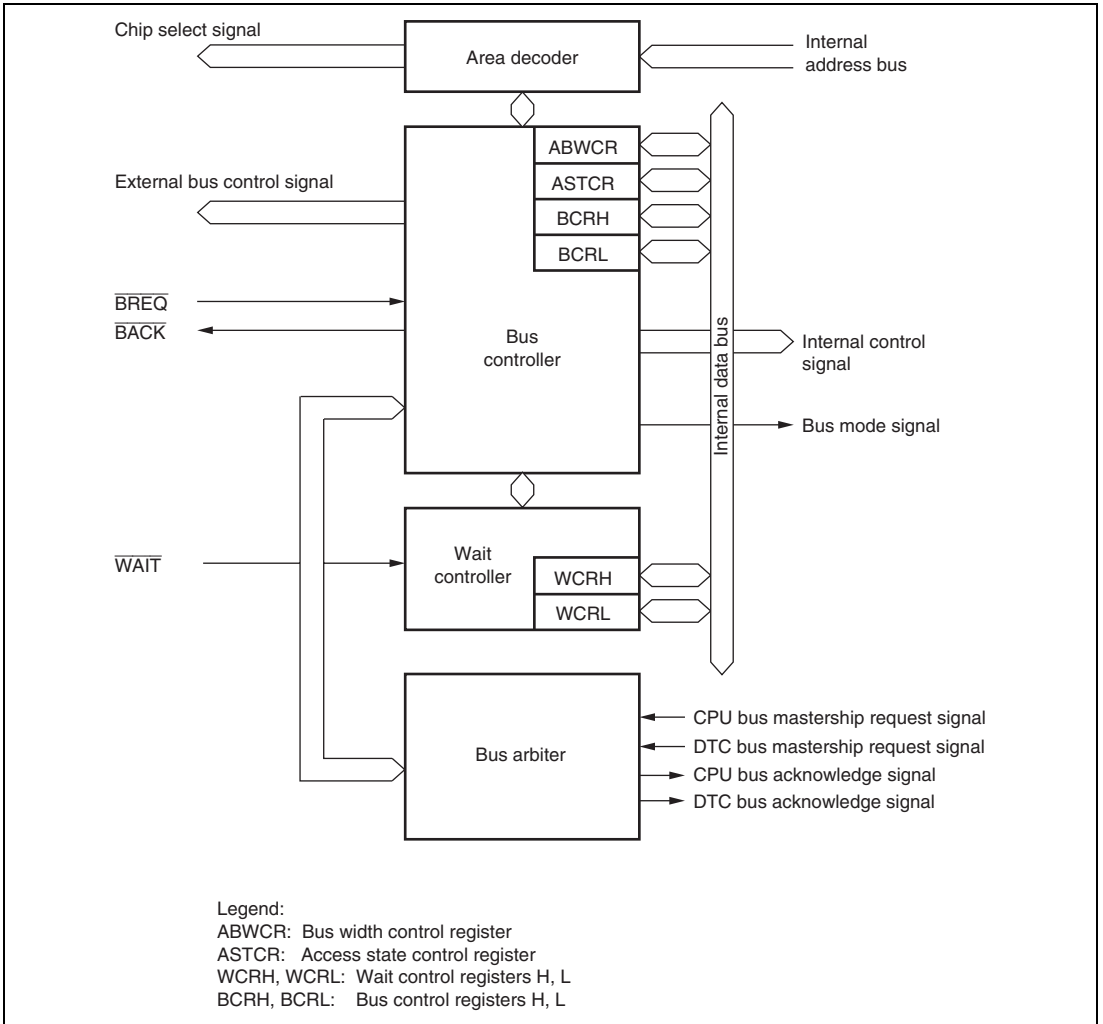 Chip select signal
Area decoder
Internal
address bus
ABWCR
ASTCR
External bus control signal
BCRH
BCRL
BREQ
BACK
Bus
controller
Internal data bus
Internal control
signal
Bus mode signal
WAIT
Wait
controller
WCRH
WCRL
Bus arbiter
CPU bus mastership request signal
DTC bus mastership request signal
CPU bus acknowledge signal
DTC bus acknowledge signal
Legend:
ABWCR: Bus width control register
ASTCR: Access state control register
WCRH, WCRL: Wait control registers H, L
BCRH, BCRL: Bus control registers H, L